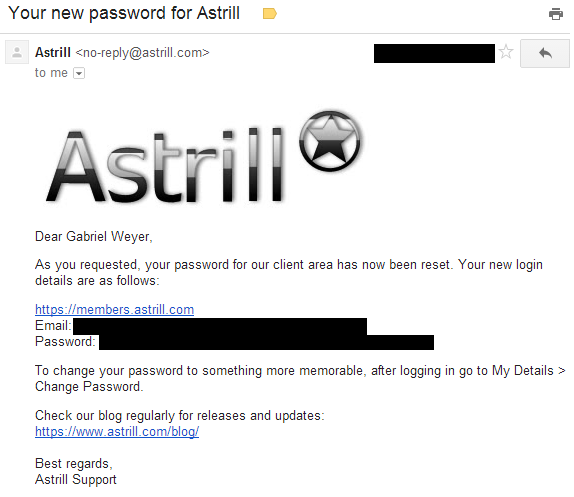 Your new password for Astrill
Astrill <no-reply@astrill.com>
to me
Astrill
Dear Gabriel Weyer,
As you requested, your password for our client area has now been reset. Your new login
details are as follows:
https://members.astrill.com
Email:
Password:
To change your password to something more memorable, after logging in go to My Details >
Change Password.
Check our blog regularly for releases and updates:
https://www.astrill.com/blog/
Best regards,
Astrill Support